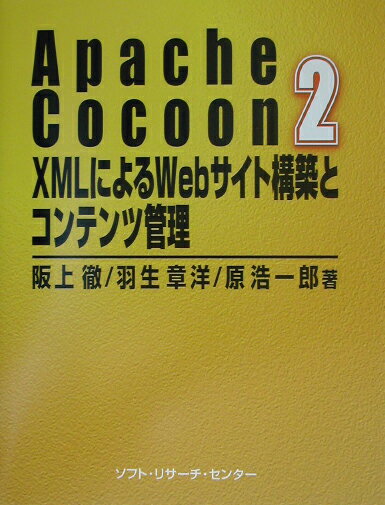 Apache
Cocoon 2
XMLによるWebサイト構築と
コンテンツ管理
阪上 徹/羽生 章洋/原 浩一郎 著
ソフト・リサーチ・センター